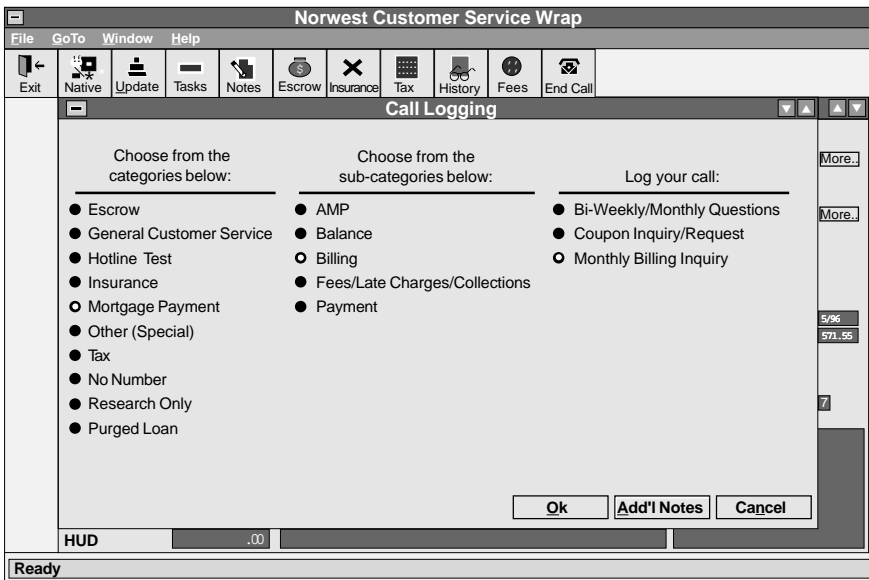 Norwest Customer Service Wrap
File GoTo Window Help
Exit Native Update Tasks Notes Escrow Insurance Tax History Fees End Call
Call Logging
Choose from the
categories below:
Escrow
General Customer Service
Hotline Test
Insurance
Mortgage Payment
Other (Special)
Tax
No Number
Research Only
Purged Loan
Choose from the
sub-categories below:
AMP
Balance
Billing
Fees/Late Charges/Collections
Payment
Log your call:
Bi-Weekly/Monthly Questions
Coupon Inquiry/Request
Monthly Billing Inquiry
More..
More..
5/96
571.55
7
Ok Add'l Notes Cancel
HUD .00
Ready